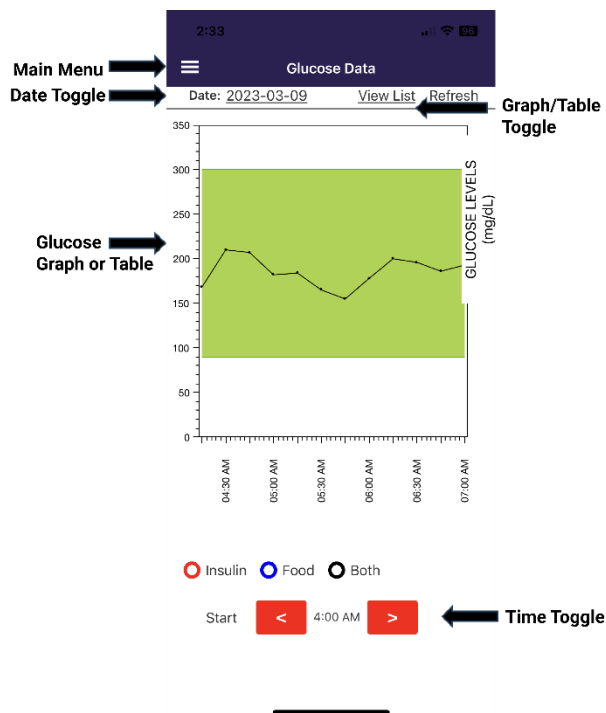 2:33
98
Main Menu
Glucose Data
Date Toggle
Date: 2023-03-09 View List Refresh
Graph/Table
Toggle
350
300
250
200
150
100
50
0
GLUCOSE LEVELS
(mg/dL)
Glucose
Graph or Table
04:30 AM
05:00 AM
05:30 AM
06:00 AM
06:30 AM
07:00 AM
Insulin Food Both
Start < 4:00 AM >
Time Toggle